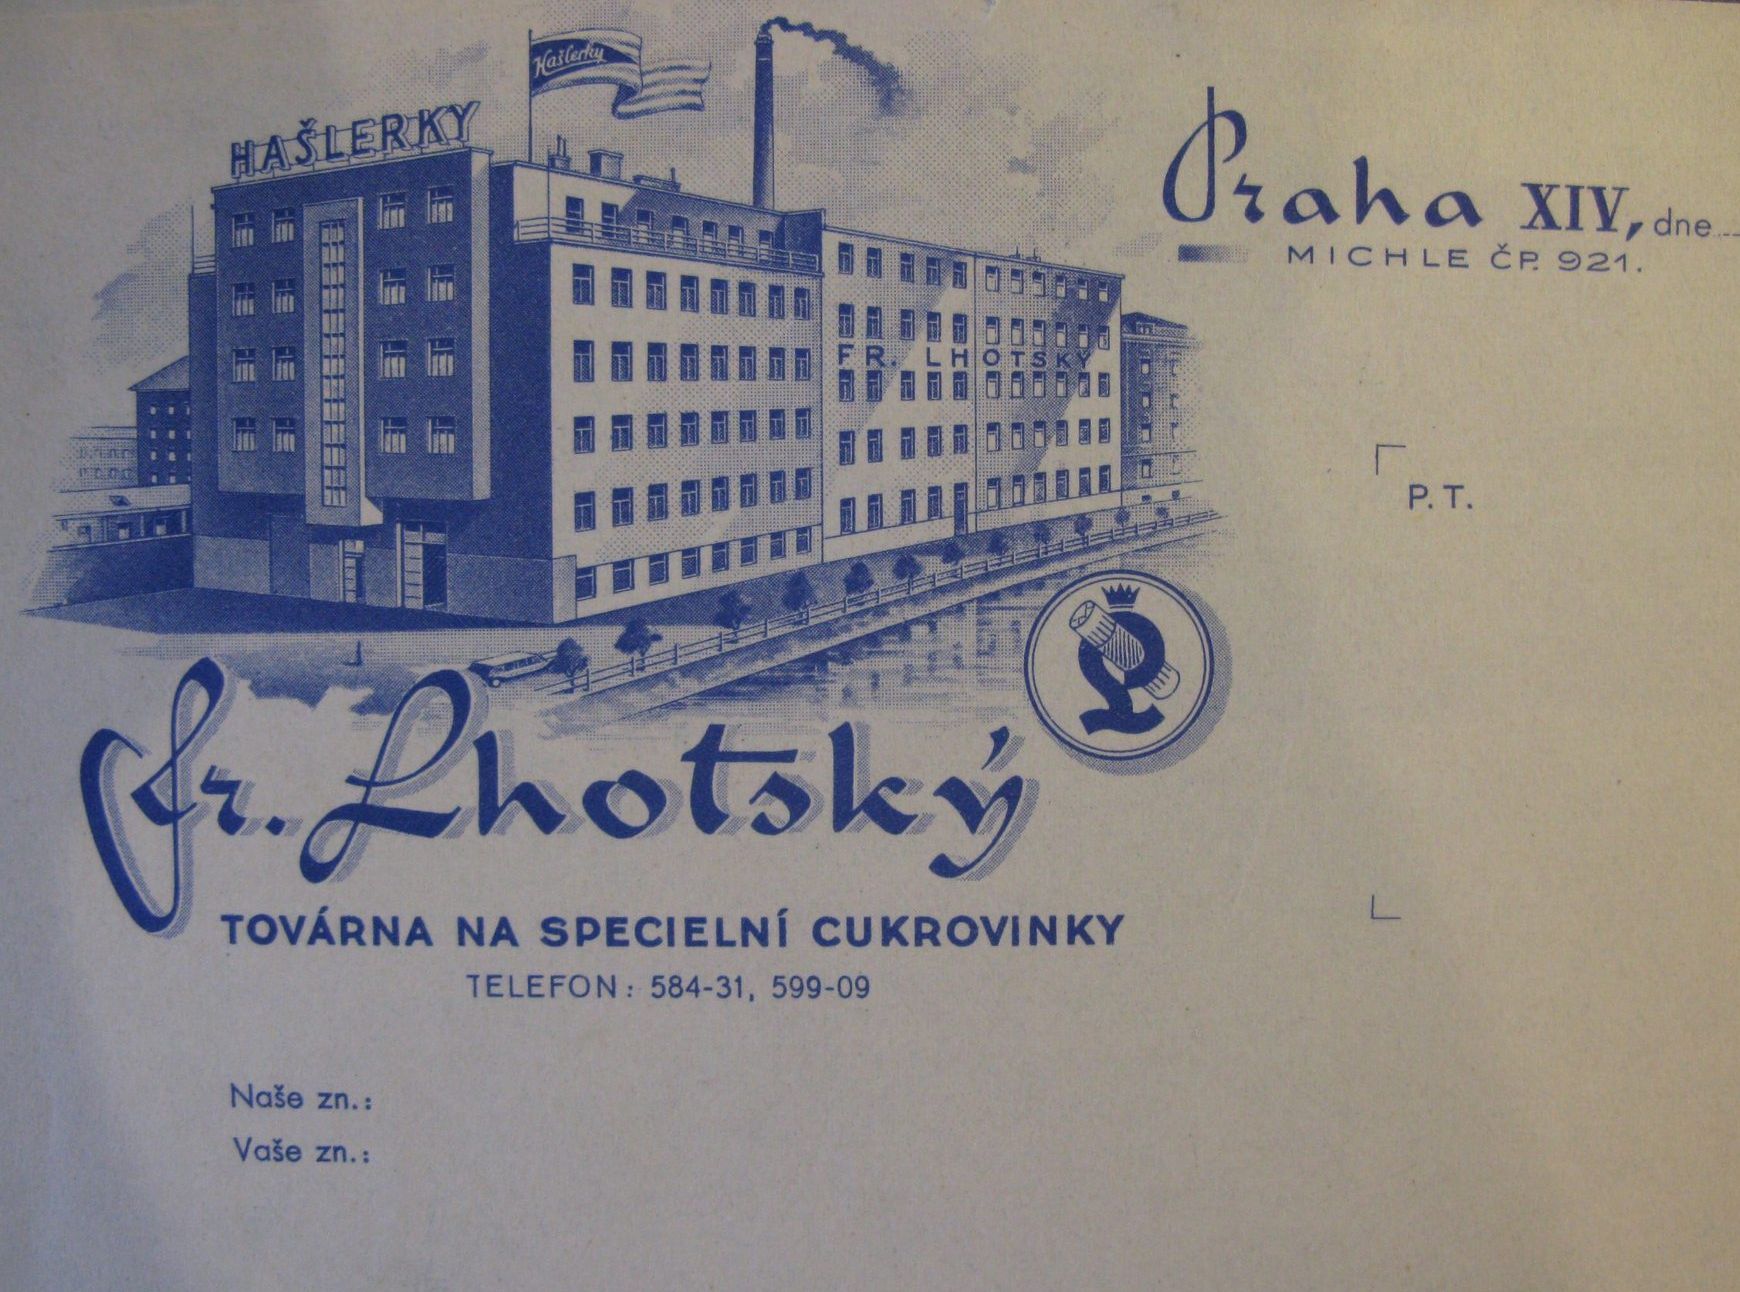 Hašlerky
HAŠLERKY
FR. LHOTSKÝ
Praha XIV, dne
MICHLE ČP. 921.
P. T.
Fr. Lhotský
TOVÁRNA NA SPECIELNÍ CUKROVINKY
TELEFON: 584-31, 599-09
Naše zn.:
Vaše zn.: